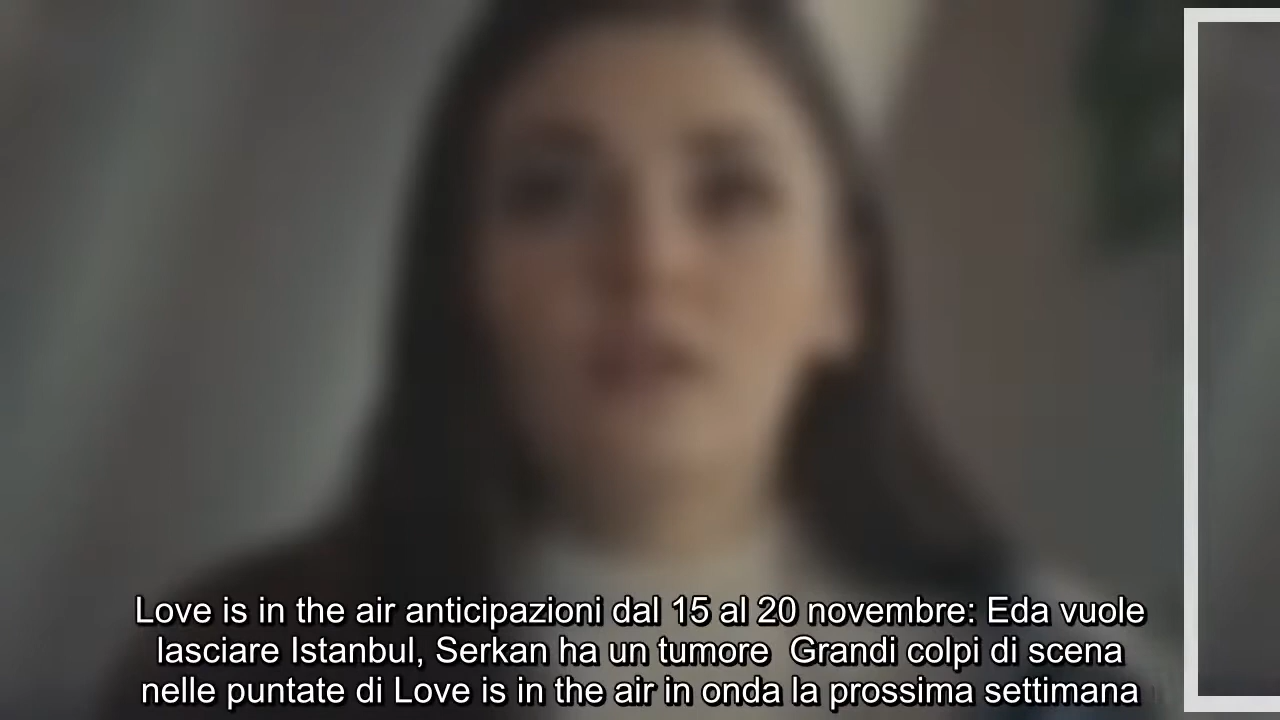 Love is in the air anticipazioni dal 15 al 20 novembre: Eda vuole
lasciare Istanbul, Serkan ha un tumore  Grandi colpi di scena
nelle puntate di Love is in the air in onda la prossima settimana